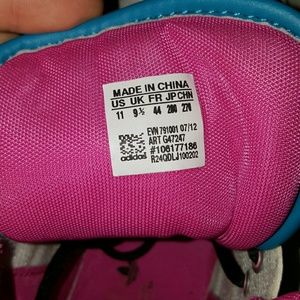 MADE IN CHINA
US UK FR JP CHN
11 9½ 44 280 270
EVN 791001 07/12
ART G47247
#106177186
R24QDLJ100202
adidas